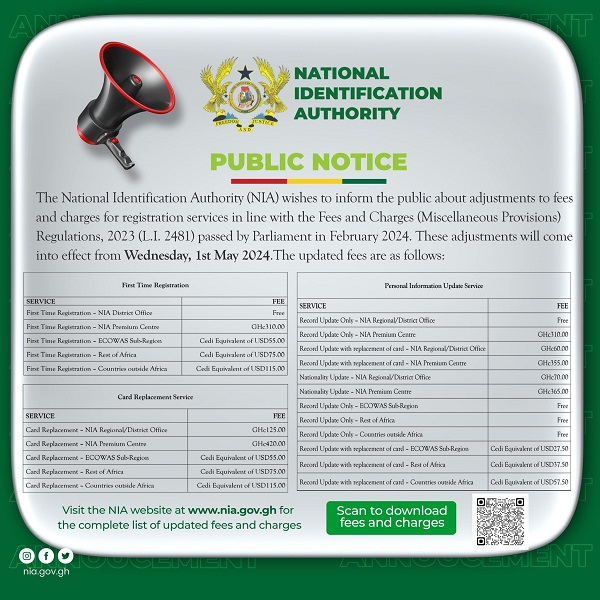 ANNOUCEMENT
FREEDOM AND JUSTICE
NATIONAL
IDENTIFICATION
AUTHORITY
PUBLIC NOTICE
The National Identification Authority (NIA) wishes to inform the public about adjustments to fees
and charges for registration services in line with the Fees and Charges (Miscellaneous Provisions)
Regulations, 2023 (L.I. 2481) passed by Parliament in February 2024. These adjustments will come
into effect from Wednesday, 1st May 2024.The updated fees are as follows:
First Time Registration
SERVICE FEE
First Time Registration – NIA District Office Free
First Time Registration – NIA Premium Centre GHc310.00
First Time Registration – ECOWAS Sub-Region Cedi Equivalent of USD55.00
First Time Registration – Rest of Africa Cedi Equivalent of USD75.00
First Time Registration – Countries outside Africa Cedi Equivalent of USD115.00
Card Replacement Service
SERVICE FEE
Card Replacement – NIA Regional/District Office GHc125.00
Card Replacement – NIA Premium Centre GHc420.00
Card Replacement – ECOWAS Sub-Region Cedi Equivalent of USD55.00
Card Replacement – Rest of Africa Cedi Equivalent of USD75.00
Card Replacement – Countries outside Africa Cedi Equivalent of USD115.00
Personal Information Update Service
SERVICE FEE
Record Update Only – NIA Regional/District Office Free
Record Update Only – NIA Premium Centre GHc310.00
Record Update with replacement of card – NIA Regional/District Office GHc60.00
Record Update with replacement of card – NIA Premium Centre GHc355.00
Nationality Update – NIA Regional/District Office GHc70.00
Nationality Update – NIA Premium Centre GHc365.00
Record Update Only – ECOWAS Sub-Region Free
Record Update Only – Rest of Africa Free
Record Update Only – Countries outside Africa Free
Record Update with replacement of card – ECOWAS Sub-Region Cedi Equivalent of USD27.50
Record Update with replacement of card – Rest of Africa Cedi Equivalent of USD37.50
Record Update with replacement of card – Countries outside Africa Cedi Equivalent of USD57.50
Visit the NIA website at www.nia.gov.gh for
the complete list of updated fees and charges
Scan to download
fees and charges
nia.gov.gh
ANNOUCEMENT